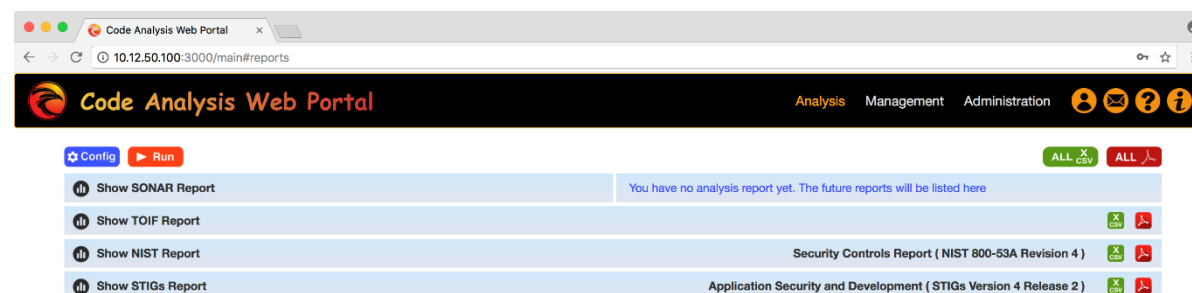 Code Analysis Web Portal
10.12.50.100:3000/main#reports
Code Analysis Web Portal Analysis Management Administration
Config Run ALL X CSV ALL
Show SONAR Report You have no analysis report yet. The future reports will be listed here
Show TOIF Report X CSV
Show NIST Report Security Controls Report ( NIST 800-53A Revision 4 ) X CSV
Show STIGs Report Application Security and Development ( STIGs Version 4 Release 2 ) X CSV